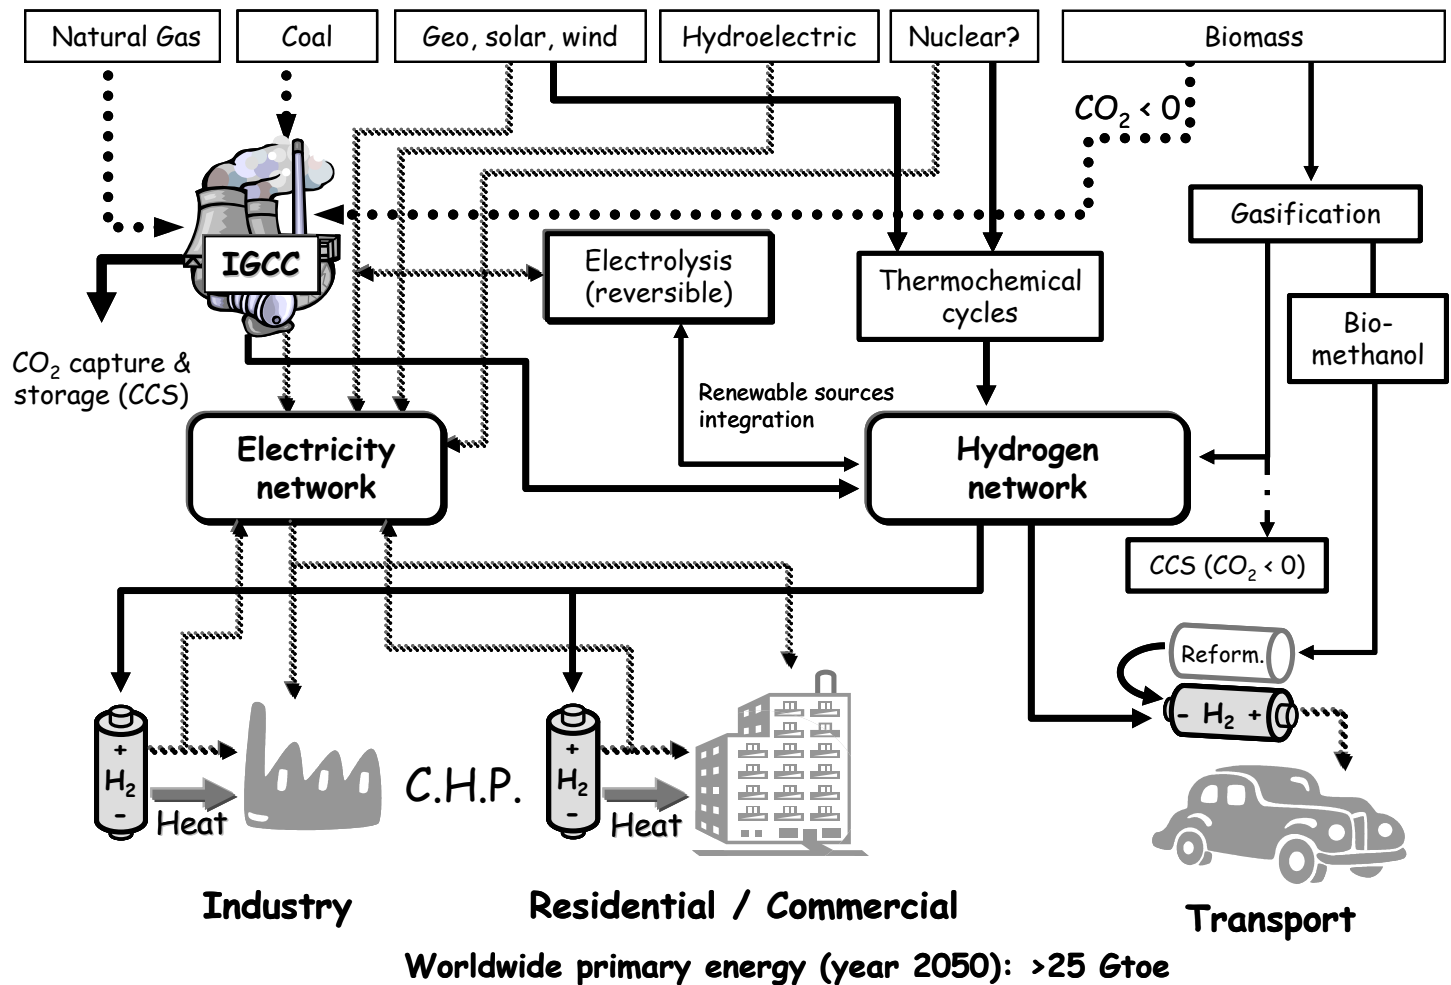 Natural Gas
Coal
Geo, solar, wind
Hydroelectric
Nuclear?
Biomass
CO₂ < 0
Gasification
IGCC
Electrolysis
(reversible)
Thermochemical
cycles
Bio-
methanol
CO₂ capture &
storage (CCS)
Renewable sources
integration
Electricity
network
Hydrogen
network
CCS (CO₂ < 0)
Reform.
- H₂ +
+
H₂
-
Heat
C.H.P.
+
H₂
-
Heat
Industry
Residential / Commercial
Transport
Worldwide primary energy (year 2050): >25 Gtoe